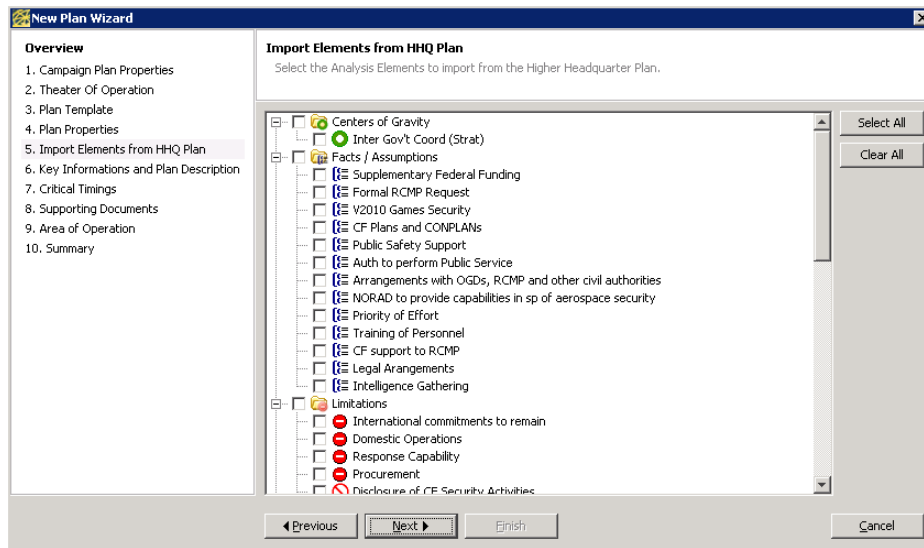 New Plan Wizard
Overview
1. Campaign Plan Properties
2. Theater Of Operation
3. Plan Template
4. Plan Properties
5. Import Elements from HHQ Plan
6. Key Informations and Plan Description
7. Critical Timings
8. Supporting Documents
9. Area of Operation
10. Summary
Import Elements from HHQ Plan
Select the Analysis Elements to import from the Higher Headquarter Plan.
Centers of Gravity
Inter Gov't Coord (Strat)
Facts / Assumptions
Supplementary Federal Funding
Formal RCMP Request
V2010 Games Security
CF Plans and CONPLANs
Public Safety Support
Auth to perform Public Service
Arrangements with OGDs, RCMP and other civil authorities
NORAD to provide capabilities in sp of aerospace security
Priority of Effort
Training of Personnel
CF support to RCMP
Legal Arangements
Intelligence Gathering
Limitations
International commitments to remain
Domestic Operations
Response Capability
Procurement
Disclosure of CF Security Activities
Select All
Clear All
Previous
Next
Finish
Cancel